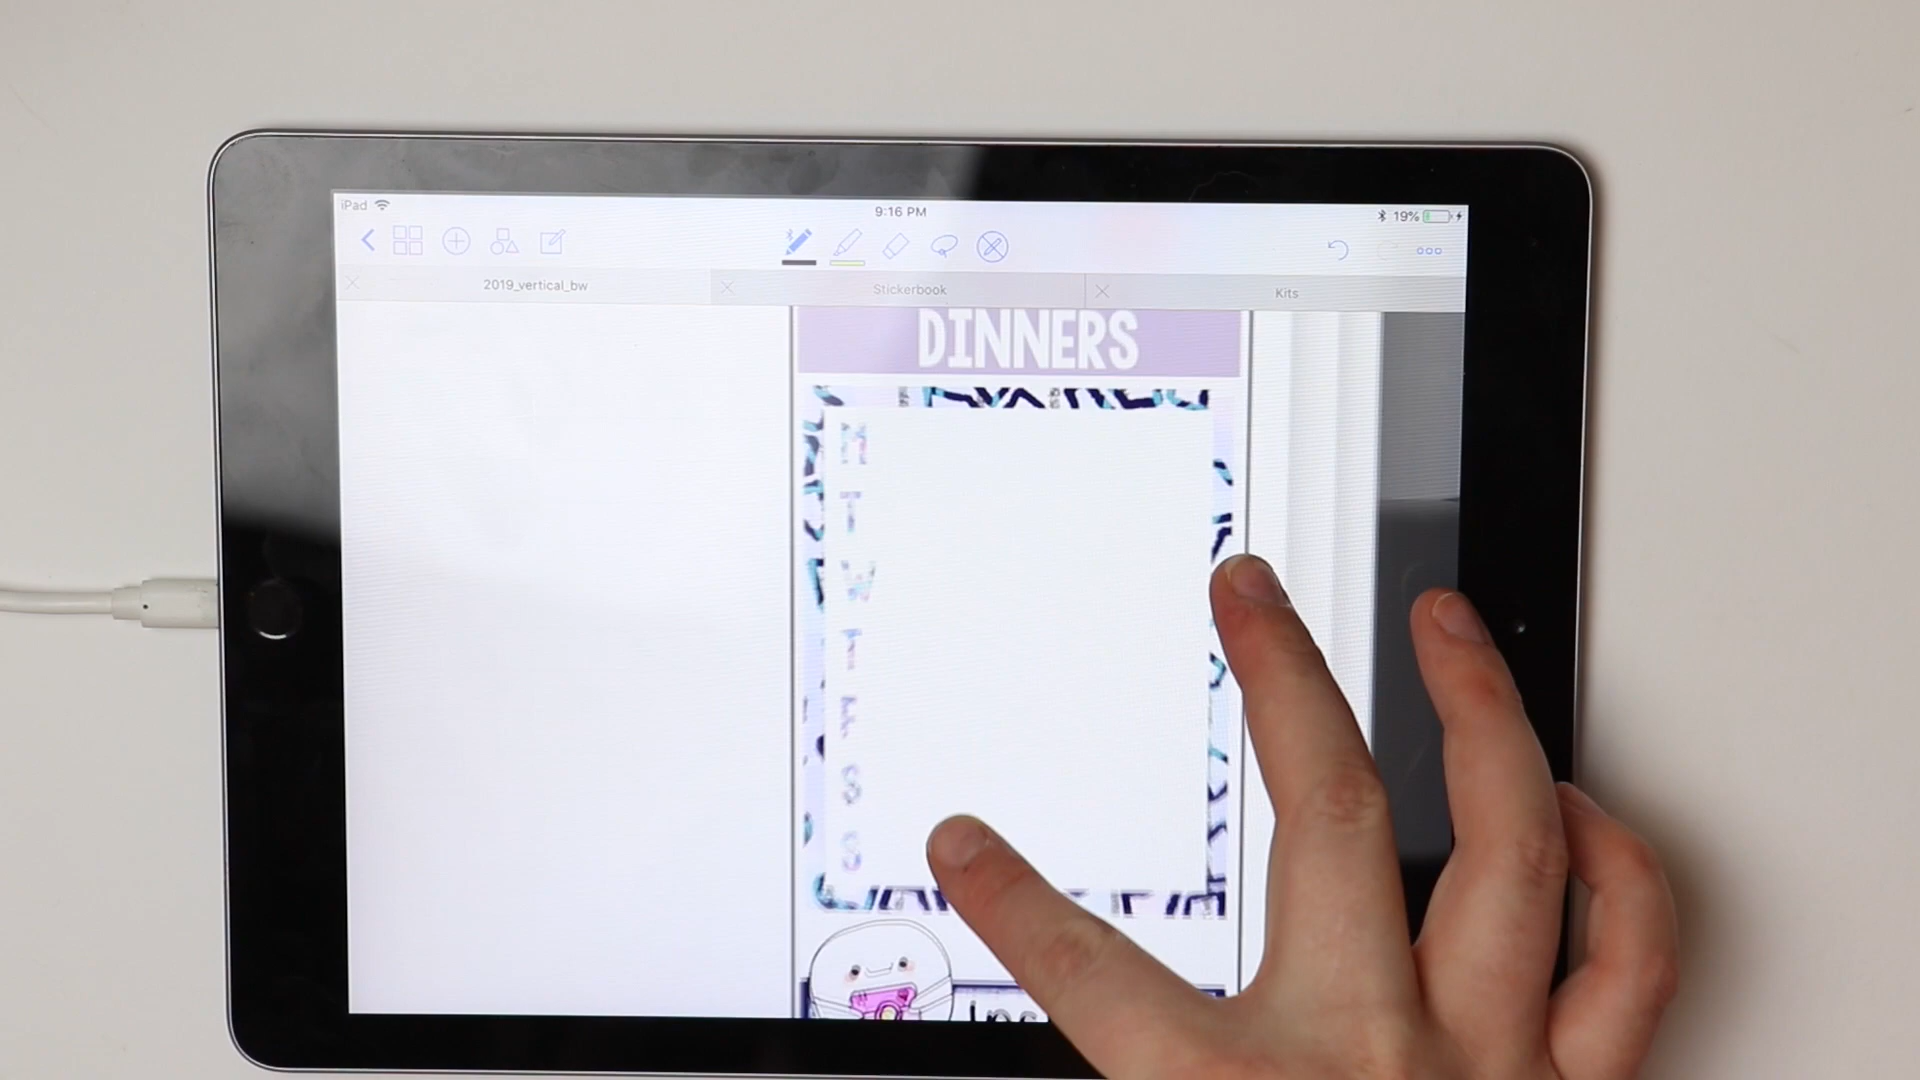 iPad
9:16 PM
19%
2019_vertical_bw
Stickerbook
Kits
DINNERS
M
T
W
T
F
S
S